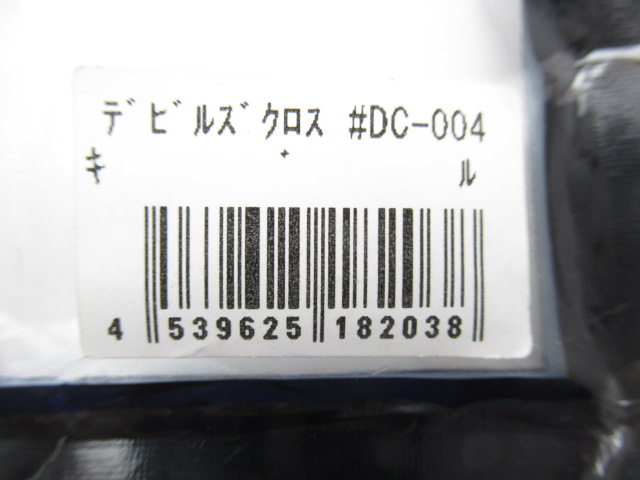 ﾃﾞﾋﾞﾙｽﾞｸﾛｽ #DC-004
ｷ ･ ﾙ
4 539625 182038